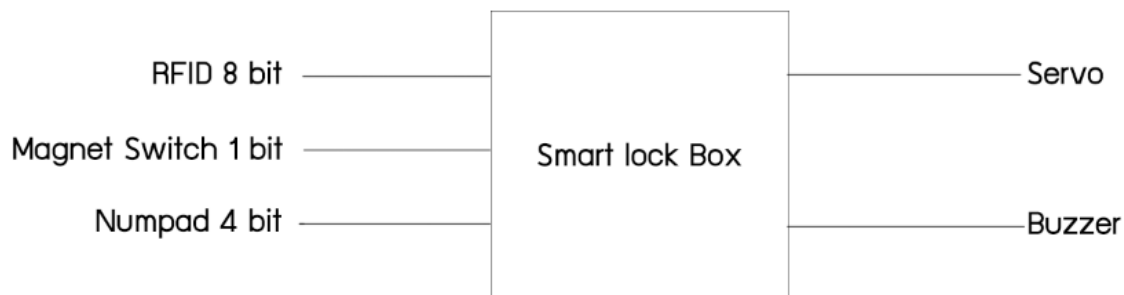 RFID 8 bit
Magnet Switch 1 bit
Numpad 4 bit
Smart lock Box
Servo
Buzzer